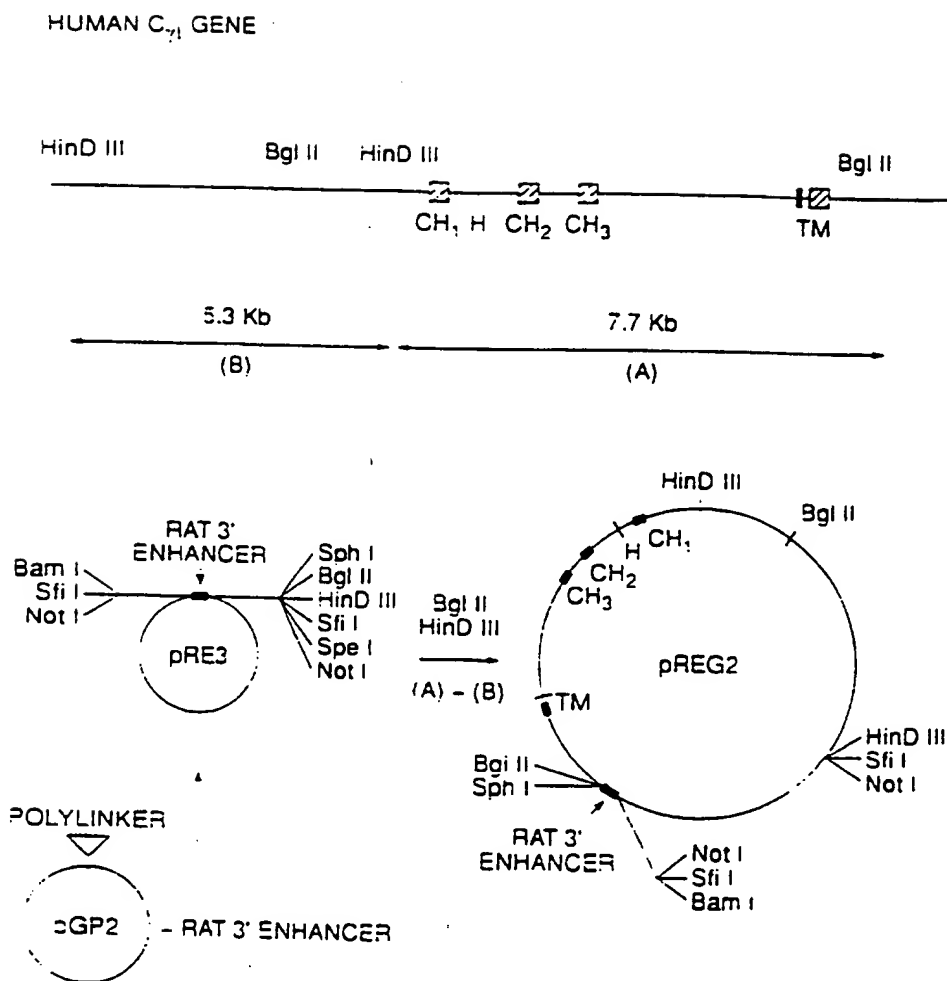 HUMAN Cγ1 GENE
HinD III
Bgl II
HinD III
Bgl II
CH1 H CH2 CH3
TM
5.3 Kb
7.7 Kb
(B)
(A)
RAT 3'
ENHANCER
Bam I
Sfi I
Not I
Sph I
Bgl II
HinD III
Sfi I
Spe I
Not I
pRE3
Bgl II
HinD III
(A) – (B)
HinD III
Bgl II
CH1
H
CH2
CH3
pREG2
TM
Bgl II
Sph I
HinD III
Sfi I
Not I
RAT 3'
ENHANCER
Not I
Sfi I
Bam I
POLYLINKER
pGP2
– RAT 3' ENHANCER